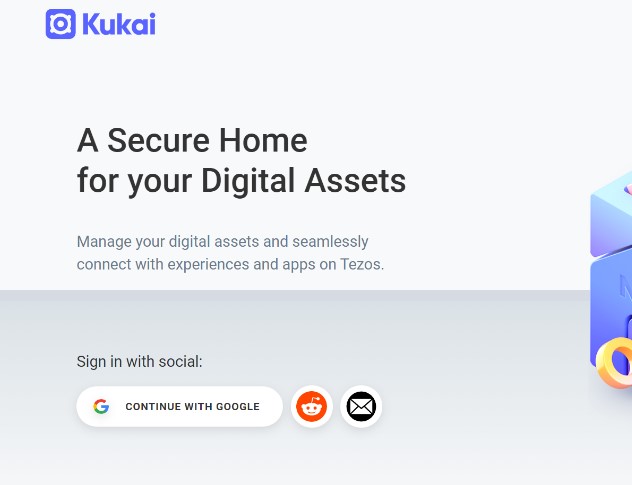 Kukai
A Secure Home
for your Digital Assets
Manage your digital assets and seamlessly
connect with experiences and apps on Tezos.
Sign in with social:
CONTINUE WITH GOOGLE